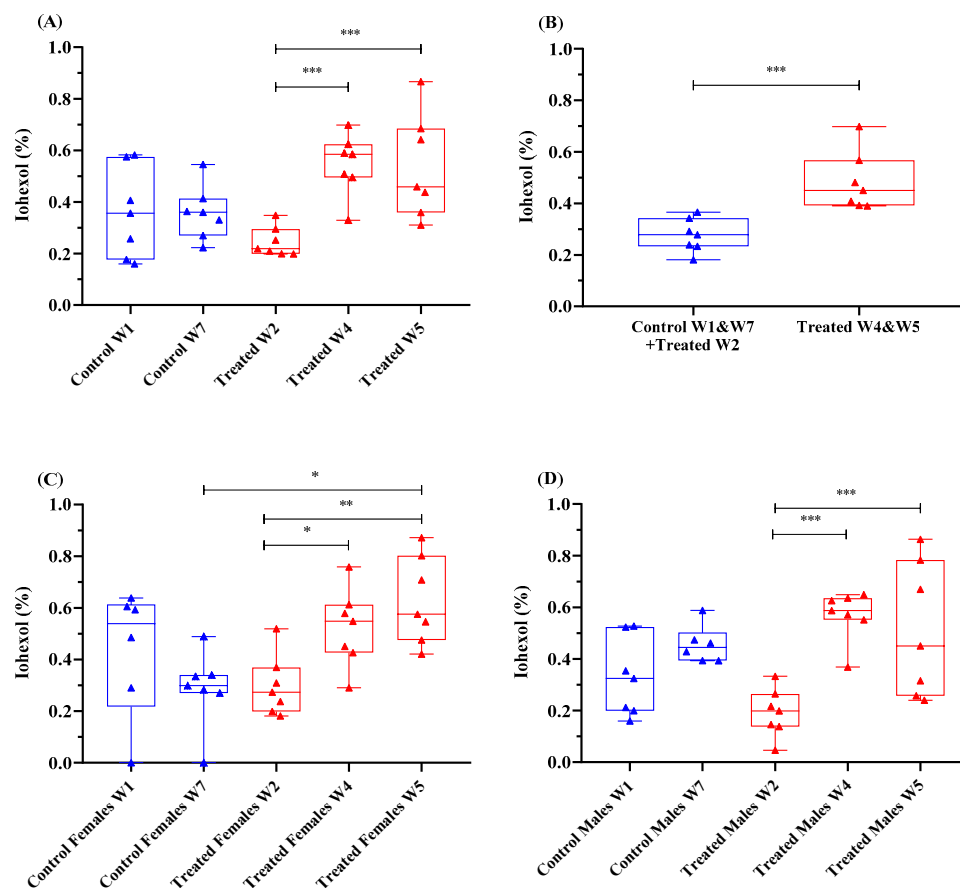 (A)
***
***
Iohexol (%)
1.0
0.8
0.6
0.4
0.2
0.0
Control W1
Control W7
Treated W2
Treated W4
Treated W5
(B)
***
Iohexol (%)
1.0
0.8
0.6
0.4
0.2
0.0
Control W1&W7
+Treated W2
Treated W4&W5
(C)
*
**
*
Iohexol (%)
1.0
0.8
0.6
0.4
0.2
0.0
Control Females W1
Control Females W7
Treated Females W2
Treated Females W4
Treated Females W5
(D)
***
***
Iohexol (%)
1.0
0.8
0.6
0.4
0.2
0.0
Control Males W1
Control Males W7
Treated Males W2
Treated Males W4
Treated Males W5